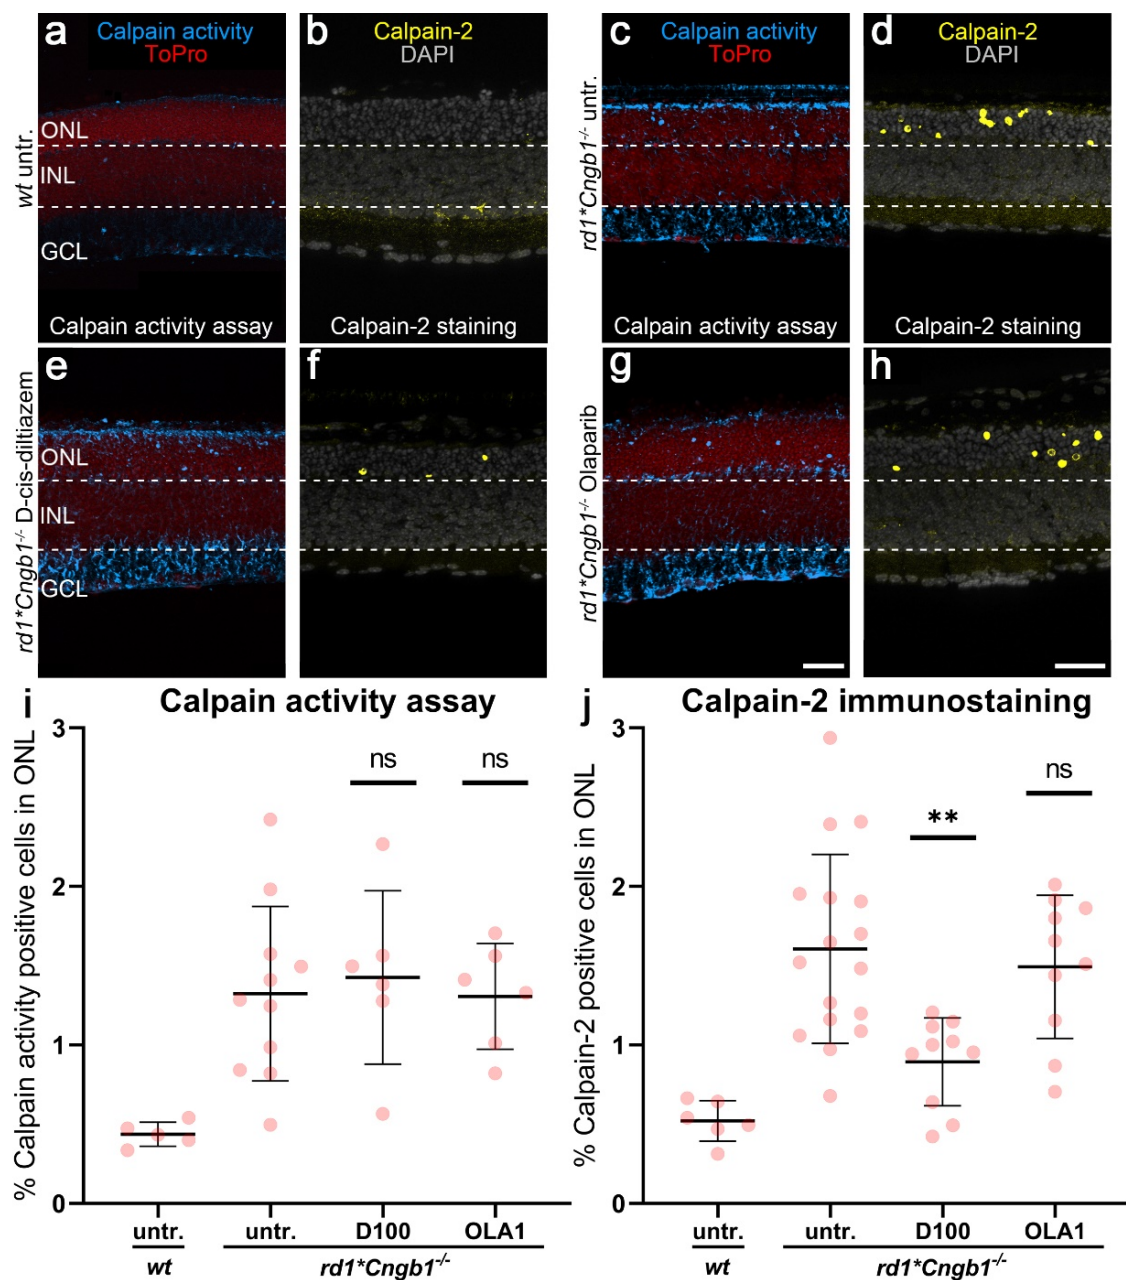 a
Calpain activity
ToPro
b
Calpain-2
DAPI
c
Calpain activity
ToPro
d
Calpain-2
DAPI
wt untr.
ONL
INL
GCL
rd1*Cngb1-/- untr.
Calpain activity assay
Calpain-2 staining
Calpain activity assay
Calpain-2 staining
e
f
g
h
rd1*Cngb1-/- D-cis-diltiazem
ONL
INL
GCL
rd1*Cngb1-/- Olaparib
i
Calpain activity assay
% Calpain activity positive cells in ONL
3
2
1
0
ns
ns
untr.
untr.
D100
OLA1
wt
rd1*Cngb1-/-
j
Calpain-2 immunostaining
% Calpain-2 positive cells in ONL
3
2
1
0
**
ns
untr.
untr.
D100
OLA1
wt
rd1*Cngb1-/-